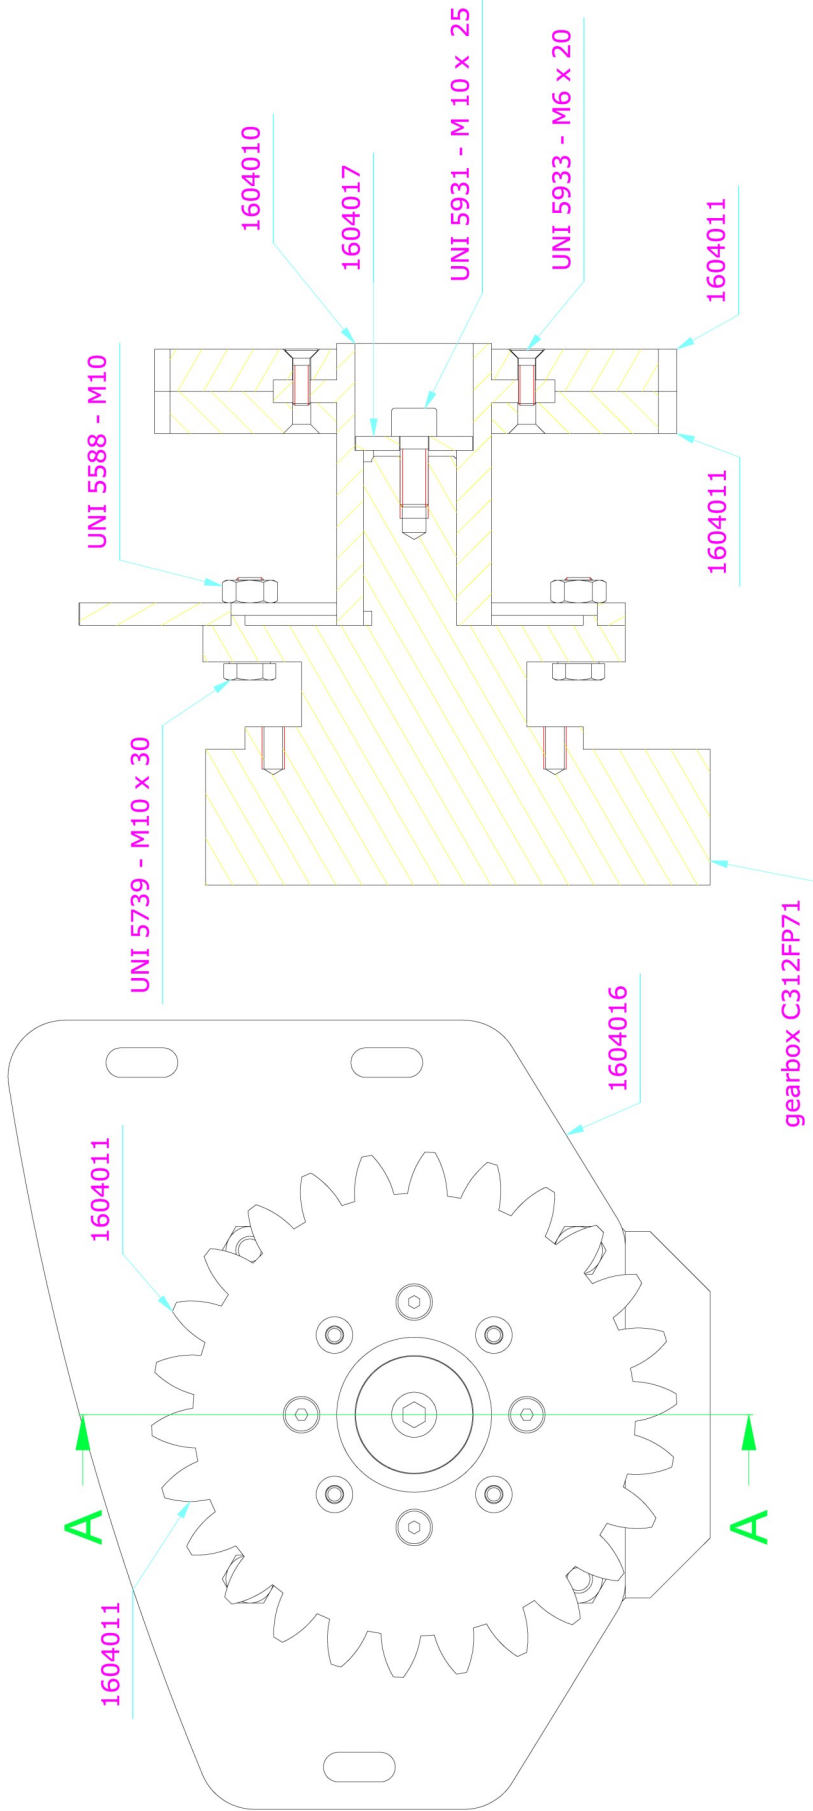 UNI 5931 - M 10 x  25
UNI 5933 - M6 x 20
1604010
1604017
1604011
UNI 5588 - M10
1604011
UNI 5739 - M10 x 30
gearbox C312FP71
1604016
1604011
A
A
1604011